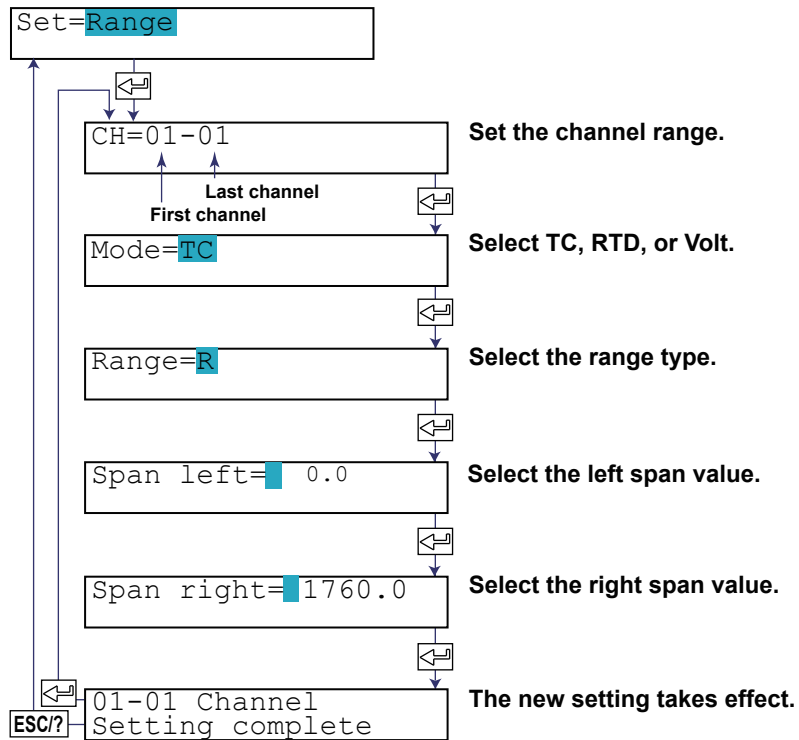 Set=Range
CH=01-01
Set the channel range.
Last channel
First channel
Mode=TC
Select TC, RTD, or Volt.
Range=R
Select the range type.
Span left= 0.0
Select the left span value.
Span right= 1760.0
Select the right span value.
01-01 Channel
The new setting takes effect.
ESC/?
Setting complete